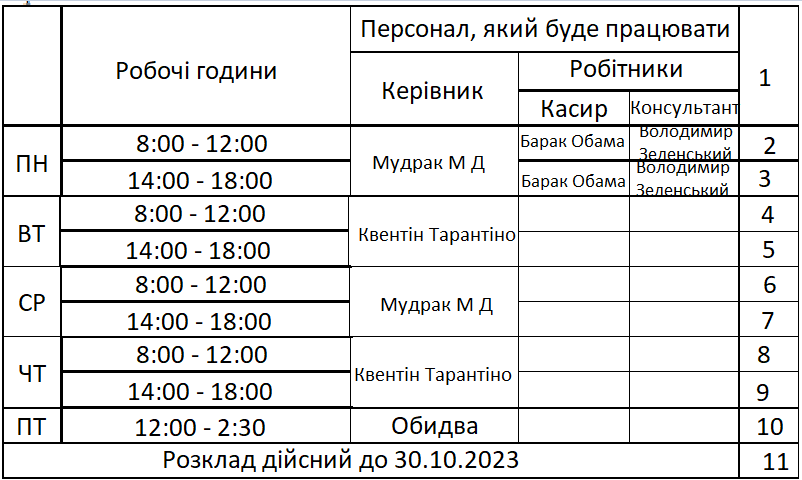 Персонал, який буде працювати
Робочі години
1
Керівник
Робітники
Касир
Консультант
ПН
8:00 - 12:00
Мудрак М Д
Барак Обама
Володимир
Зеленський
2
14:00 - 18:00
Барак Обама
Володимир
Зеленський
3
ВТ
8:00 - 12:00
Квентін Тарантіно
4
14:00 - 18:00
5
СР
8:00 - 12:00
Мудрак М Д
6
14:00 - 18:00
7
ЧТ
8:00 - 12:00
Квентін Тарантіно
8
14:00 - 18:00
9
ПТ
12:00 - 2:30
Обидва
10
Розклад дійсний до 30.10.2023
11